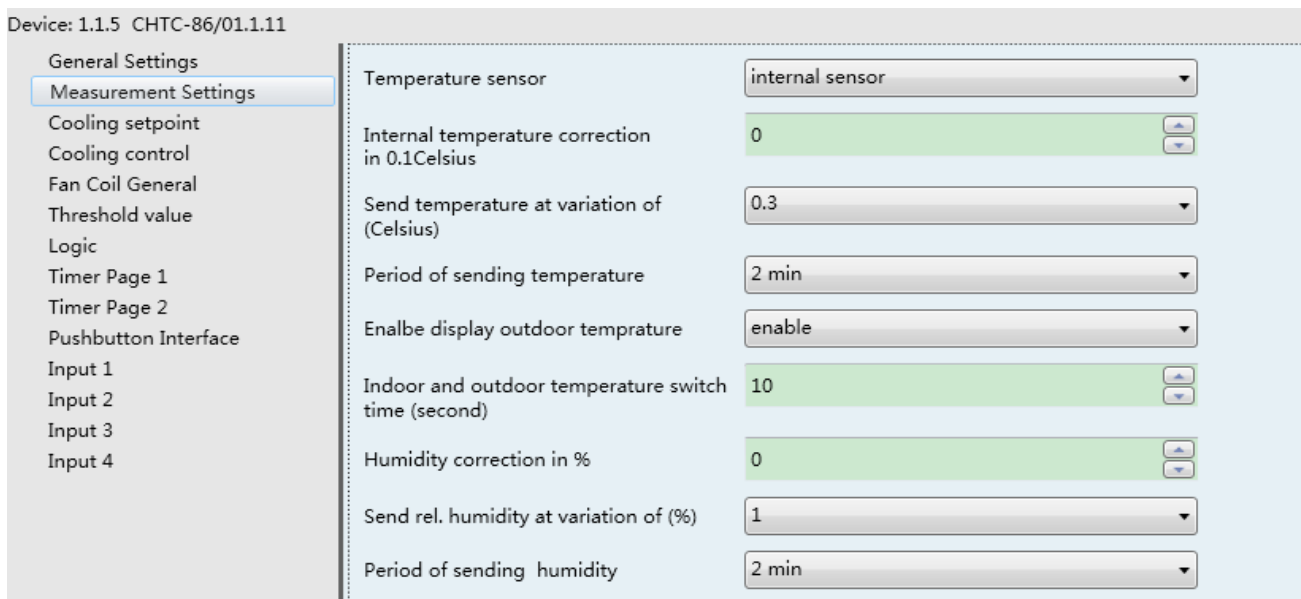 Device: 1.1.5 CHTC-86/01.1.11
General Settings
Measurement Settings
Cooling setpoint
Cooling control
Fan Coil General
Threshold value
Logic
Timer Page 1
Timer Page 2
Pushbutton Interface
Input 1
Input 2
Input 3
Input 4
Temperature sensor
internal sensor
Internal temperature correction
in 0.1Celsius
0
Send temperature at variation of
(Celsius)
0.3
Period of sending temperature
2 min
Enalbe display outdoor temprature
enable
Indoor and outdoor temperature switch
time (second)
10
Humidity correction in %
0
Send rel. humidity at variation of (%)
1
Period of sending humidity
2 min